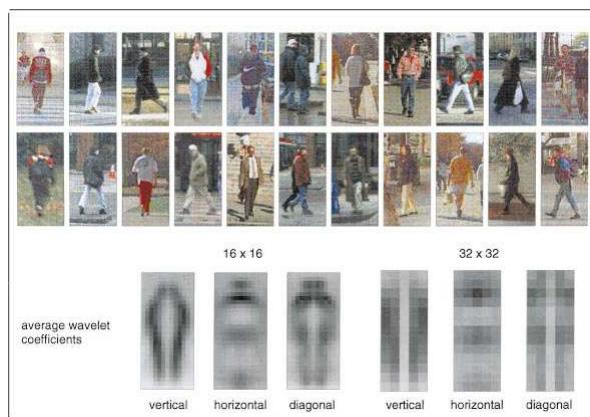 16 x 16 32 x 32
average wavelet
coefficients
vertical horizontal diagonal vertical horizontal diagonal